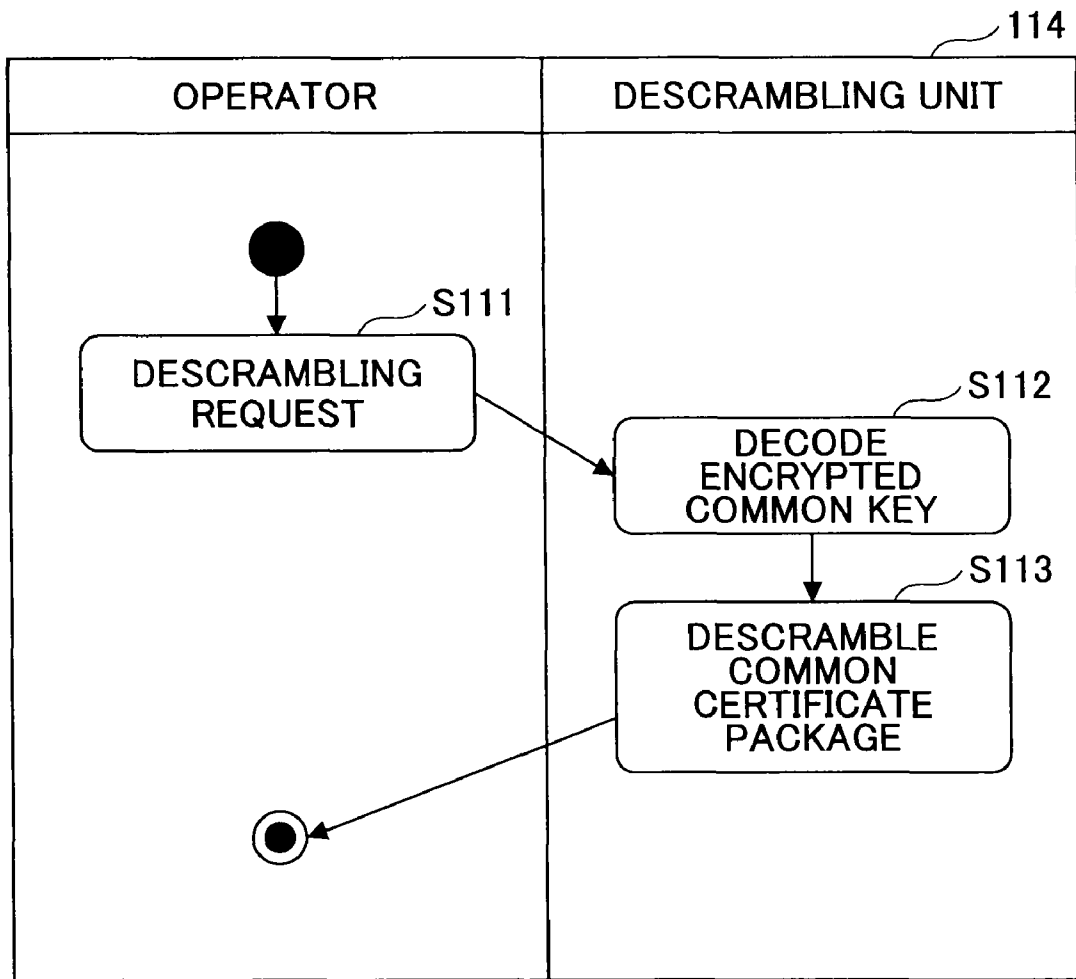 114
OPERATOR
DESCRAMBLING UNIT
S111
DESCRAMBLING
REQUEST
S112
DECODE
ENCRYPTED
COMMON KEY
S113
DESCRAMBLE
COMMON
CERTIFICATE
PACKAGE